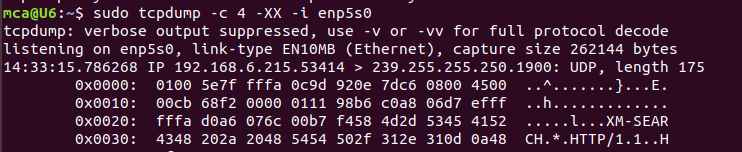 mca@U6:~$ sudo tcpdump -c 4 -XX -i enp5s0
tcpdump: verbose output suppressed, use -v or -vv for full protocol decode
listening on enp5s0, link-type EN10MB (Ethernet), capture size 262144 bytes
14:33:15.786268 IP 192.168.6.215.53414 > 239.255.255.250.1900: UDP, length 175
0x0000: 0100 5e7f fffa 0c9d 920e 7dc6 0800 4500 ..^.......}...E.
0x0010: 00cb 68f2 0000 0111 98b6 c0a8 06d7 efff ..h.............
0x0020: fffa d0a6 076c 00b7 f458 4d2d 5345 4152 .....l...XM-SEAR
0x0030: 4348 202a 2048 5454 502f 312e 310d 0a48 CH.*.HTTP/1.1..H